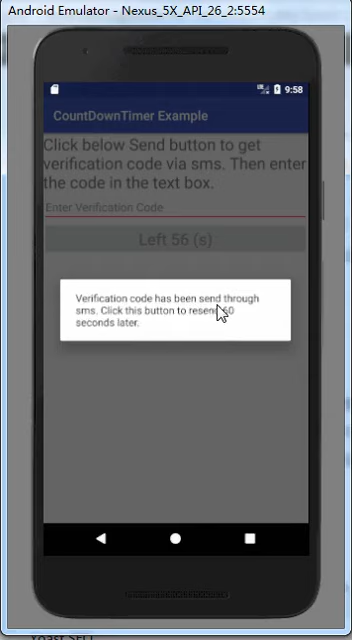 Android Emulator - Nexus_5X_API_26_2:5554
9:58
CountDownTimer Example
Click below Send button to get
verification code via sms. Then enter
the code in the text box.
Enter Verification Code
Left 56 (s)
Verification code has been send through
sms. Click this button to resend 60
seconds later.